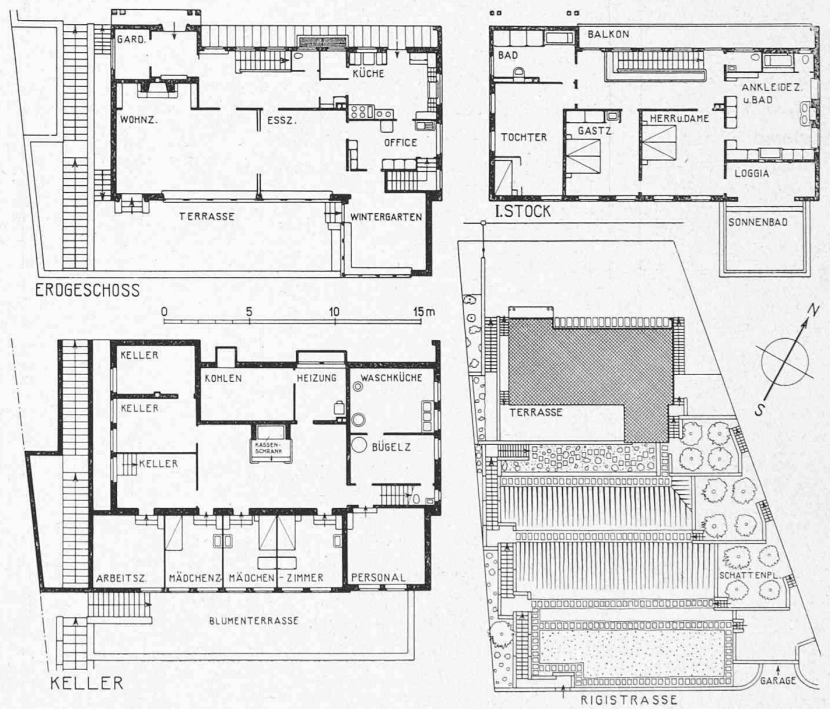 GARD.
KÜCHE
WOHNZ.
ESSZ.
OFFICE
TERRASSE
WINTERGARTEN
ERDGESCHOSS
BAD
BALKON
ANKLEIDEZ.
u. BAD
TOCHTER
GASTZ.
HERR u. DAME
LOGGIA
I. STOCK
SONNENBAD
0 5 10 15 m
KELLER
KOHLEN
HEIZUNG
WASCHKÜCHE
KELLER
KASSEN-
SCHRANK
BÜGELZ.
KELLER
ARBEITSZ.
MÄDCHENZ.
MÄDCHEN-ZIMMER
PERSONAL
BLUMENTERRASSE
KELLER
N
S
TERRASSE
SCHATTENPL.
GARAGE
RIGISTRASSE